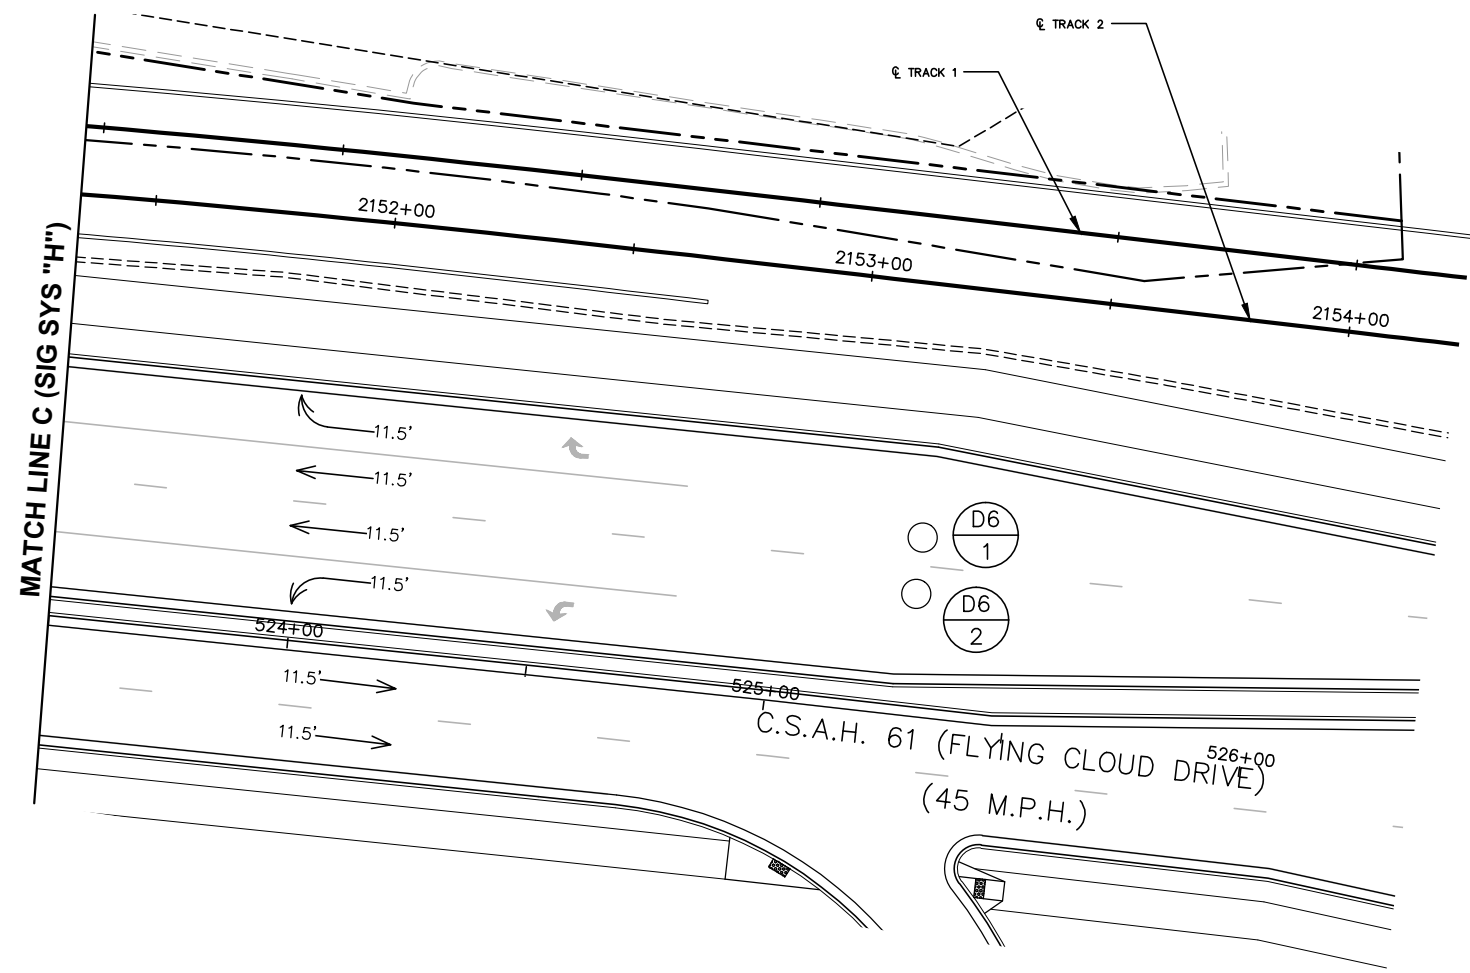 ℄ TRACK 2
℄ TRACK 1
2152+00
2153+00
2154+00
MATCH LINE C (SIG SYS "H")
11.5'
11.5'
11.5'
11.5'
D6
1
D6
2
524+00
11.5'
525+00
11.5'
C.S.A.H. 61 (FLYING CLOUD DRIVE)
526+00
(45 M.P.H.)